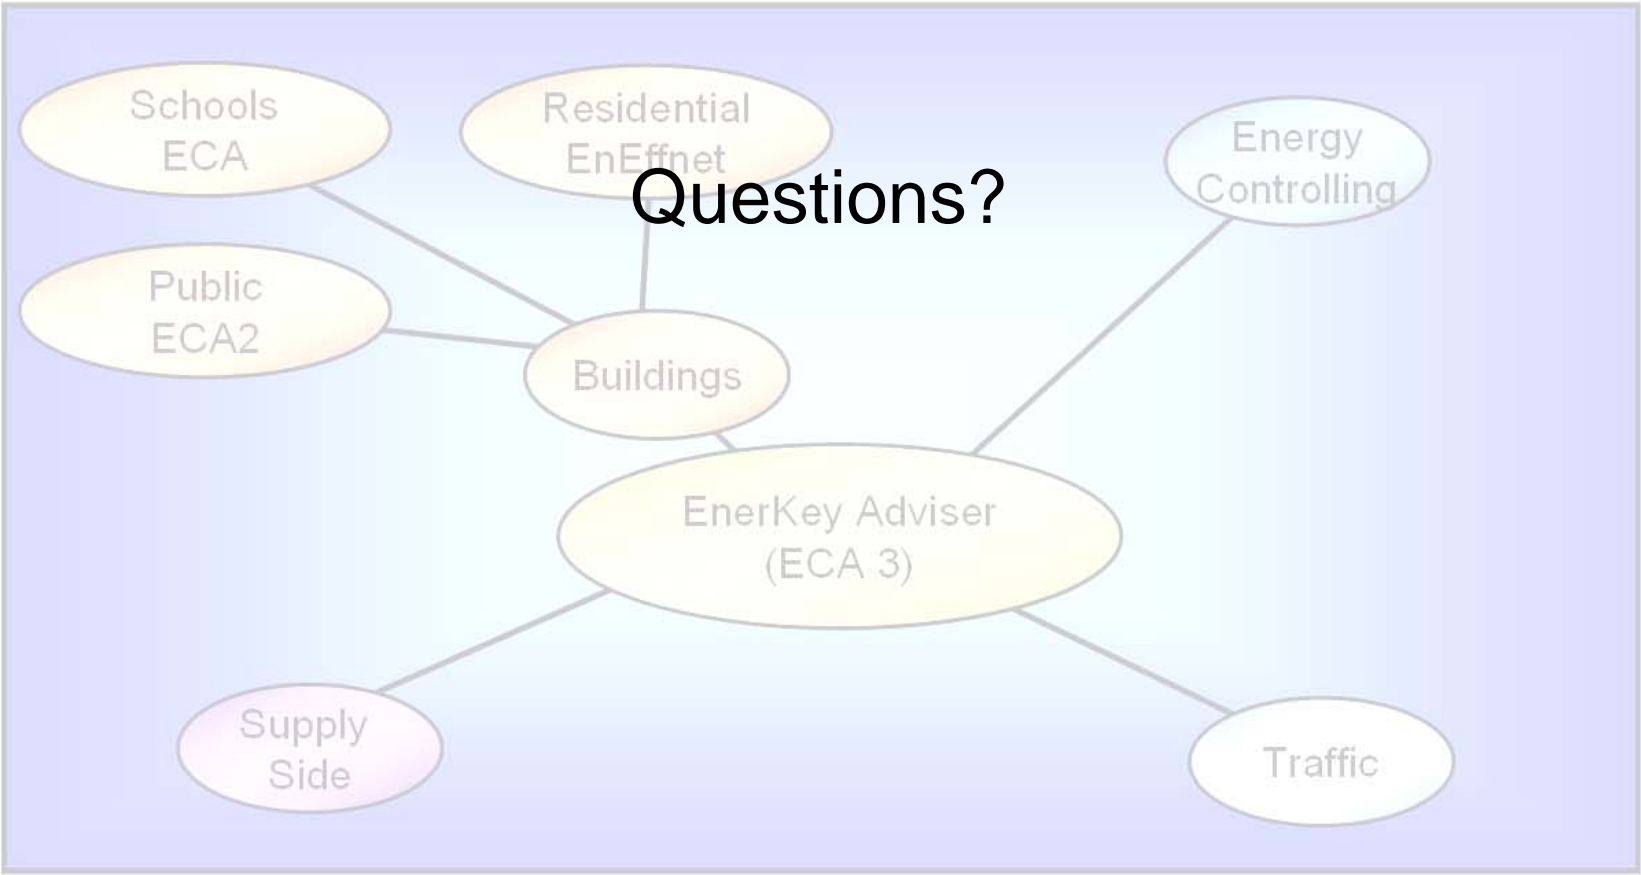 Schools
ECA
Residential
EnEffnet
Energy
Controlling
Questions?
Public
ECA2
Buildings
EnerKey Adviser
(ECA 3)
Supply
Side
Traffic